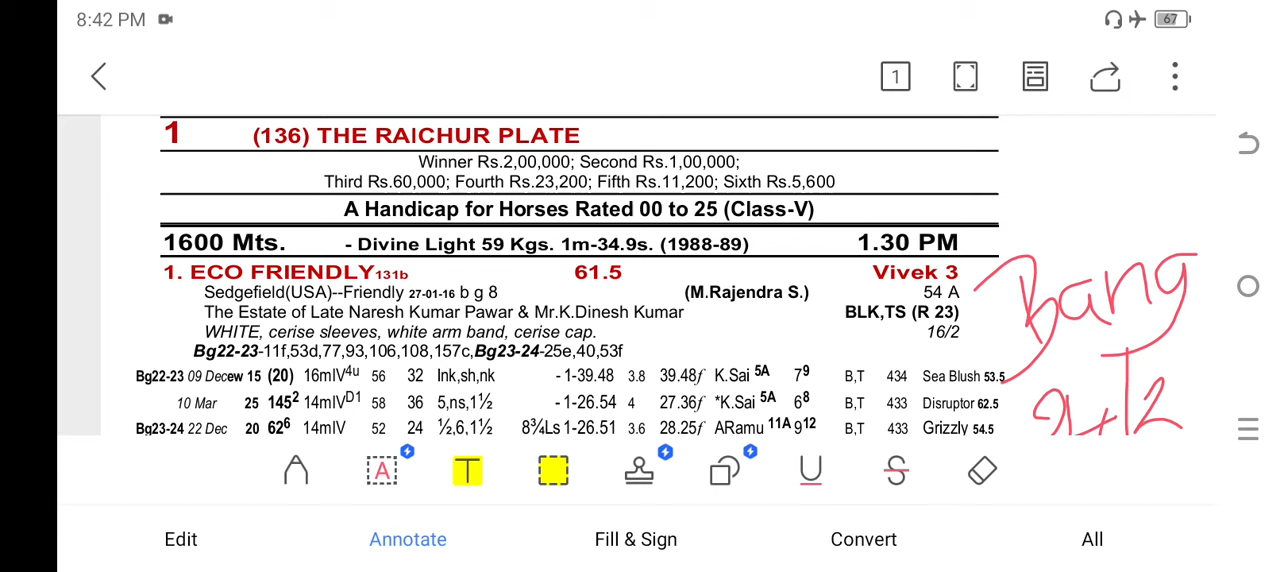 8:42 PM 67
1
1 (136) THE RAICHUR PLATE
Winner Rs.2,00,000; Second Rs.1,00,000;
Third Rs.60,000; Fourth Rs.23,200; Fifth Rs.11,200; Sixth Rs.5,600
A Handicap for Horses Rated 00 to 25 (Class-V)
1600 Mts. - Divine Light 59 Kgs. 1m-34.9s. (1988-89) 1.30 PM
1. ECO FRIENDLY131b 61.5 Vivek 3
Sedgefield(USA)--Friendly 27-01-16 b g 8 (M.Rajendra S.) 54 A
The Estate of Late Naresh Kumar Pawar & Mr.K.Dinesh Kumar BLK,TS (R 23)
WHITE, cerise sleeves, white arm band, cerise cap. 16/2
Bg22-23-11f,53d,77,93,106,108,157c,Bg23-24-25e,40,53f
Bg22-23 09 Decew 15 (20) 16mIV4u 56 32 lnk,sh,nk - 1-39.48 3.8 39.48f K.Sai 5A 7⁹ B,T 434 Sea Blush 53.5
10 Mar 25 145² 14mIVD1 58 36 5,ns,1½ - 1-26.54 4 27.36f *K.Sai 5A 6⁸ B,T 433 Disruptor 62.5
Bg23-24 22 Dec 20 62⁶ 14mIV 52 24 ½,6,1½ 8¾Ls 1-26.51 3.6 28.25f ARamu 11A 9¹² B,T 433 Grizzly 54.5
Bang
A
T
Edit Annotate Fill & Sign Convert All